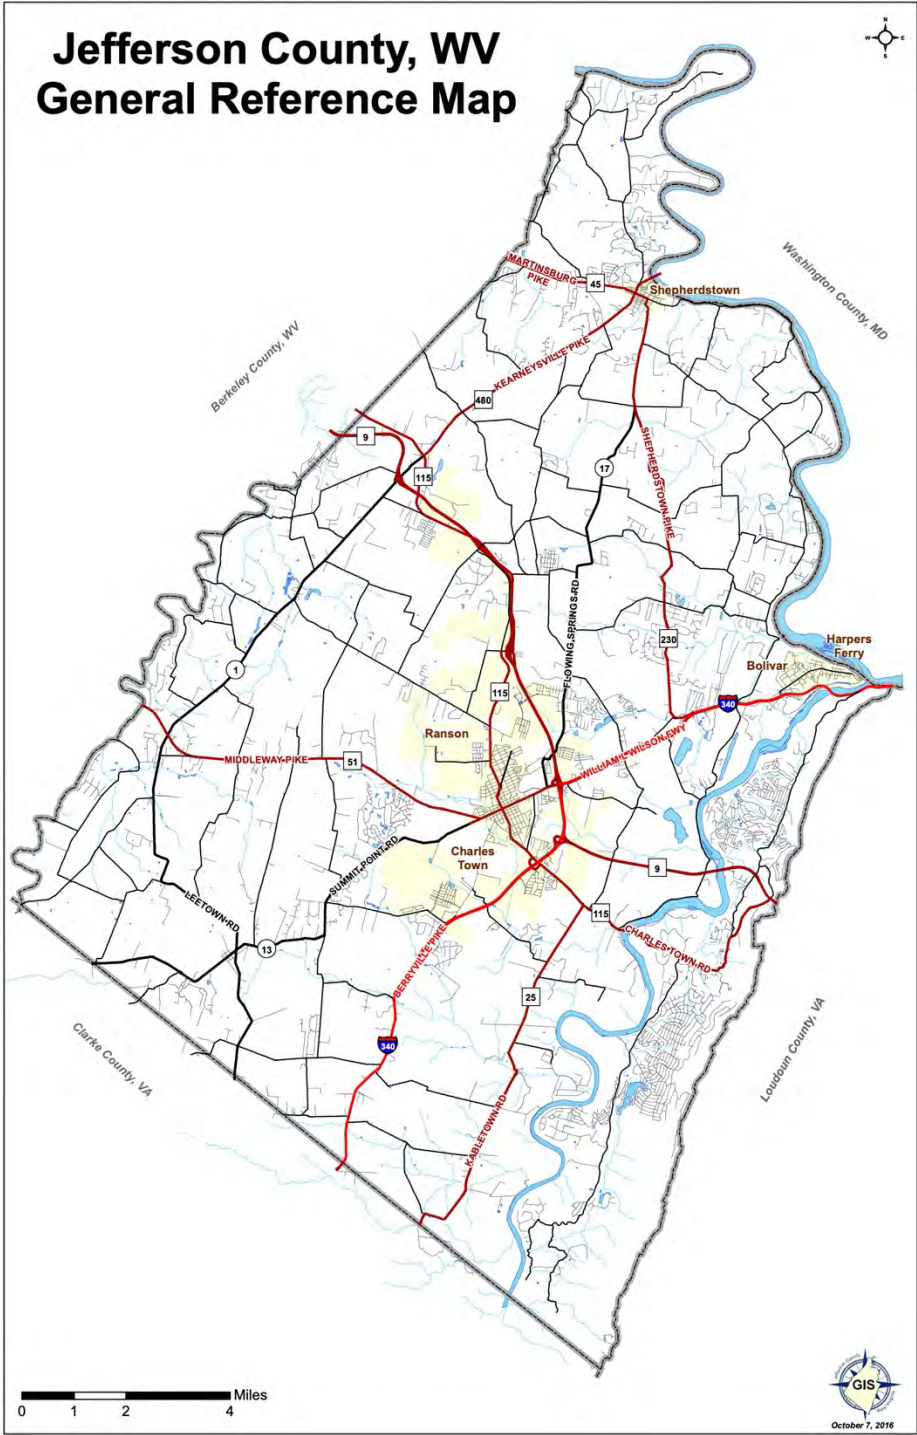 Jefferson County, WV
General Reference Map
N
W
E
S
Washington County, MD
Berkeley County, WV
MARTINSBURG
PIKE
45
Shepherdstown
KEARNEYSVILLE PIKE
480
9
115
17
SHEPHERDSTOWN PIKE
FLOWING SPRINGS RD
230
Harpers
Ferry
Bolivar
1
115
340
Ranson
WILLIAM L WILSON FWY
MIDDLEWAY PIKE
51
SUMMIT POINT RD
Charles
Town
9
LEETOWN RD
115
13
CHARLES TOWN RD
BERRYVILLE PIKE
25
340
Clarke County, VA
Loudoun County, VA
KABLETOWN RD
Miles
0
1
2
4
GIS
October 7, 2016